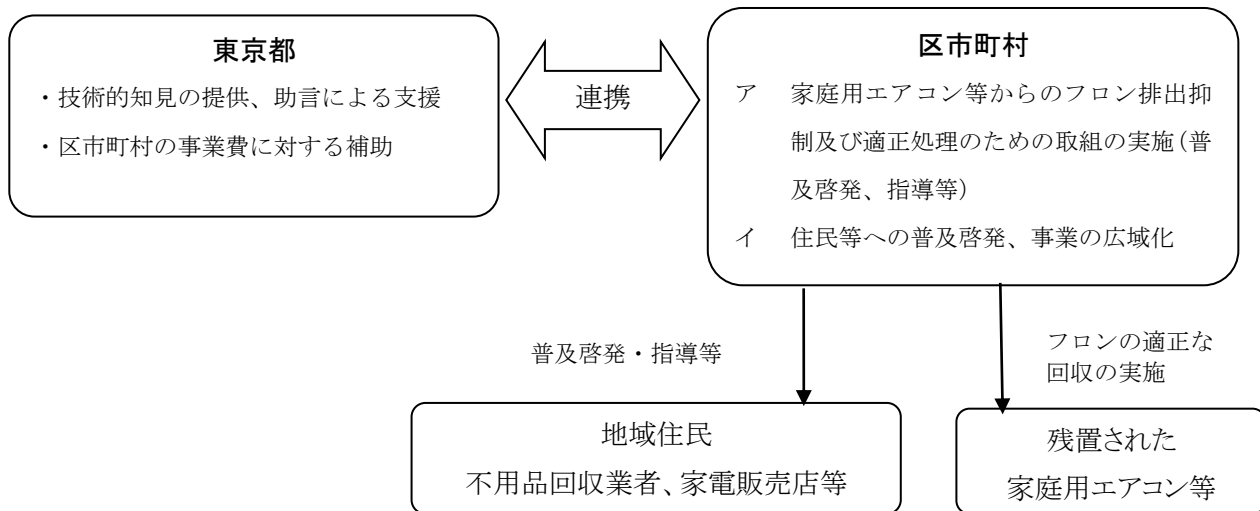 東京都
・技術的知見の提供、助言による支援
・区市町村の事業費に対する補助
連携
区市町村
ア 家庭用エアコン等からのフロン排出抑
制及び適正処理のための取組の実施(普
及啓発、指導等)
イ 住民等への普及啓発、事業の広域化
普及啓発・指導等
フロンの適正な
回収の実施
地域住民
不用品回収業者、家電販売店等
残置された
家庭用エアコン等